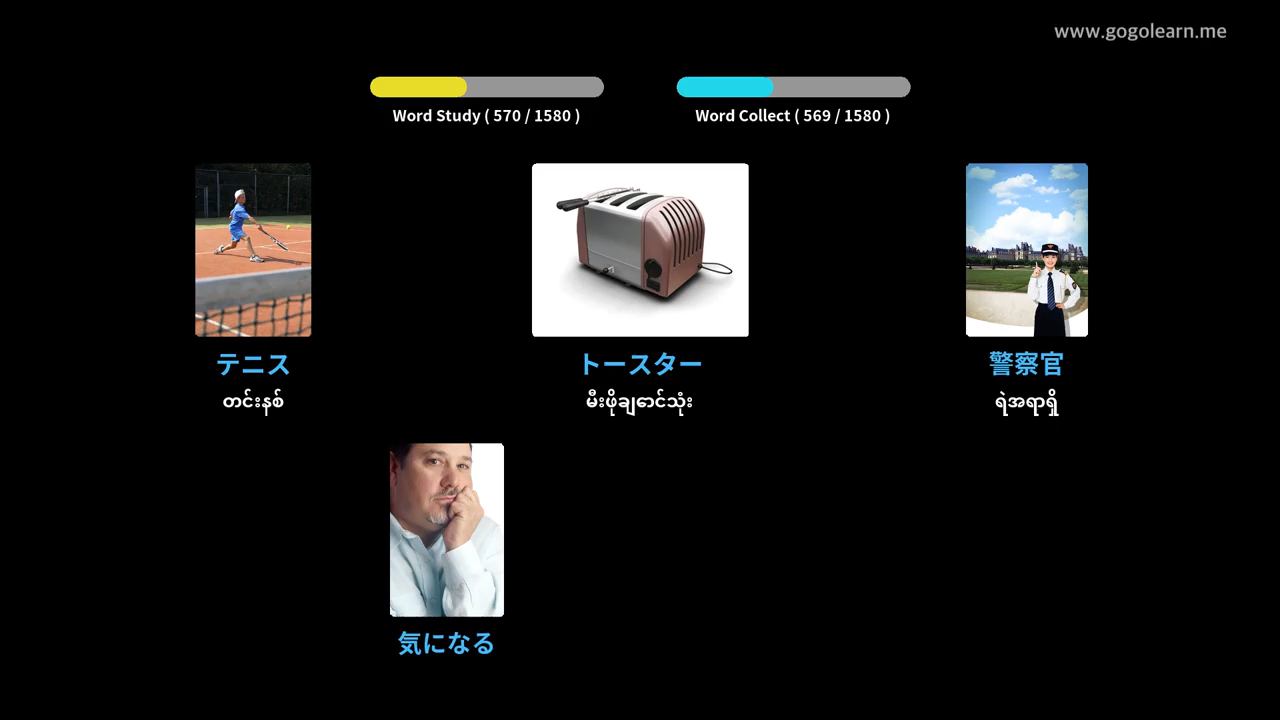 www.gogolearn.me
Word Study ( 570 / 1580 )
Word Collect ( 569 / 1580 )
テニス
トースター
警察官
တင်းနစ်
မီးဖိုချောင်သုံး
ရဲအရာရှိ
気になる